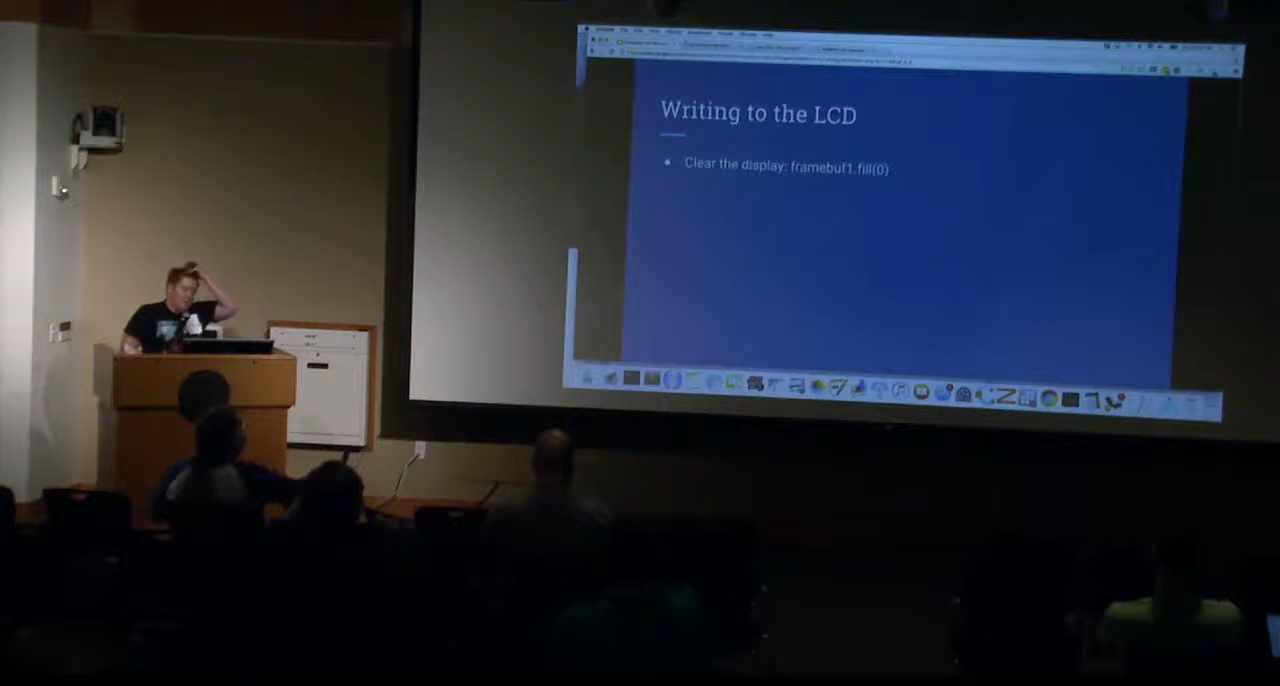 Writing to the LCD
Clear the display: framebuf1.fill(0)